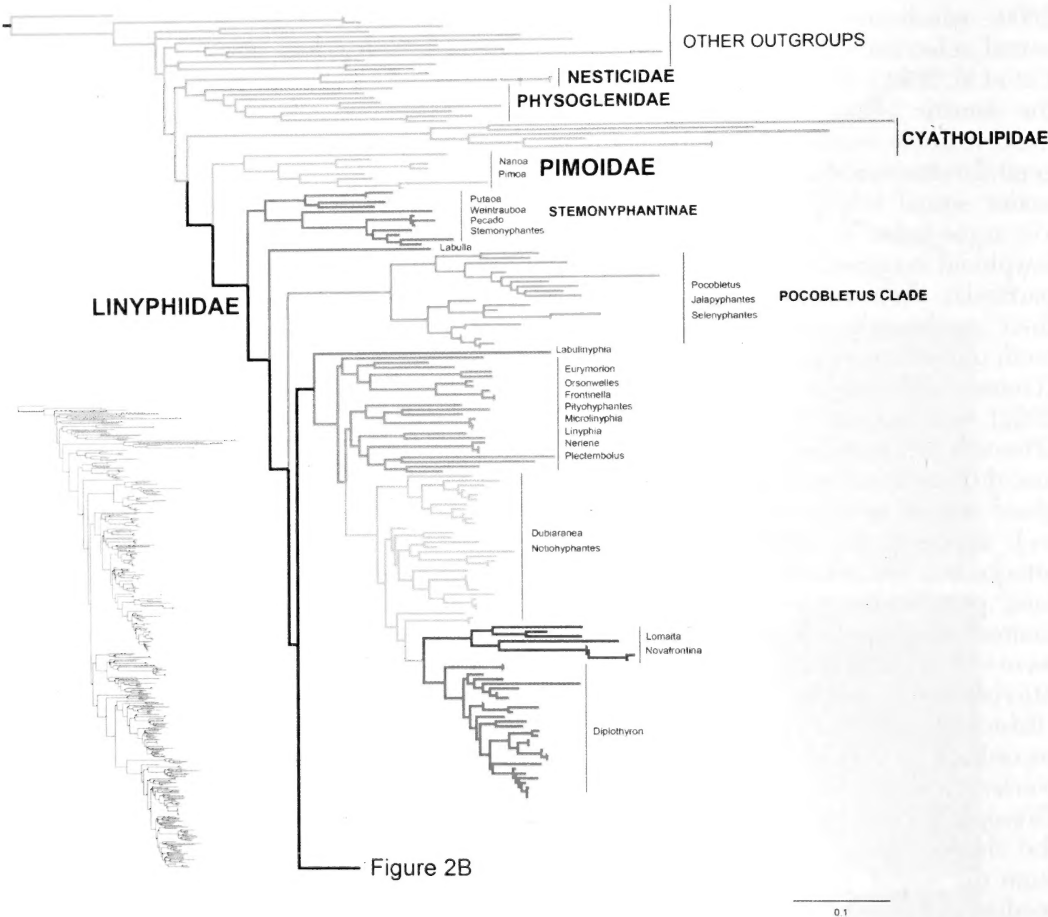 OTHER OUTGROUPS
NESTICIDAE
PHYSOGLENIDAE
CYATHOLIPIDAE
Nanoa
Pimoa
PIMOIDAE
Putaoa
Weintrauboa
Pecado
Stemonyphantes
STEMONYPHANTINAE
Labulla
LINYPHIIDAE
Pocobletus
Jalapyphantes
Selenyphantes
POCOBLETUS CLADE
Labulinyphia
Eurymorion
Orsonwelles
Frontinella
Pityohyphantes
Microlinyphia
Linyphia
Neriene
Plectembolus
Dubiaranea
Notiohyphantes
Lomaita
Novafrontina
Diplothyron
Figure 2B
0.1